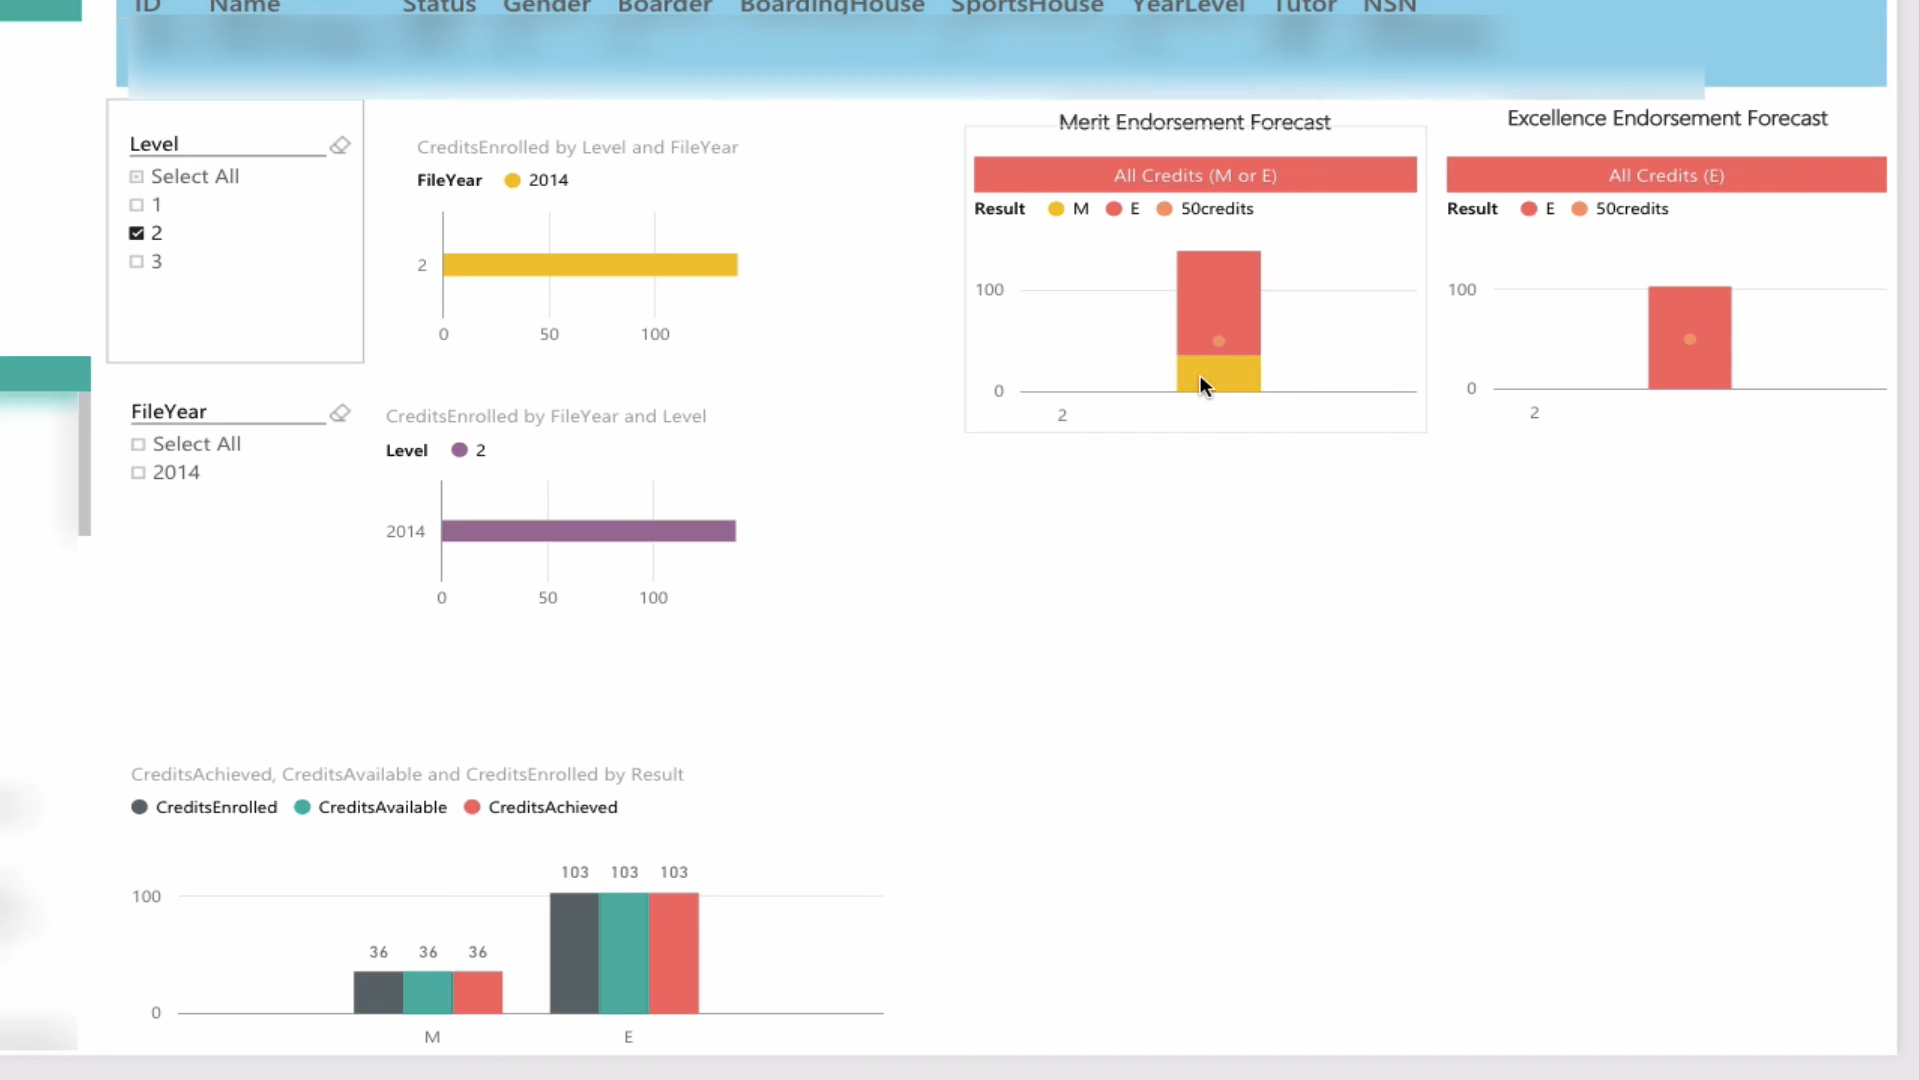 ID Name Status Gender Boarder BoardingHouse SportsHouse YearLevel Tutor NSN
Level
Select All
1
2
3
CreditsEnrolled by Level and FileYear
FileYear 2014
2
0 50 100
Merit Endorsement Forecast
All Credits (M or E)
Result M E 50credits
100
0
2
Excellence Endorsement Forecast
All Credits (E)
Result E 50credits
100
0
2
FileYear
Select All
2014
CreditsEnrolled by FileYear and Level
Level 2
2014
0 50 100
CreditsAchieved, CreditsAvailable and CreditsEnrolled by Result
CreditsEnrolled CreditsAvailable CreditsAchieved
103 103 103
100
36 36 36
0
M E